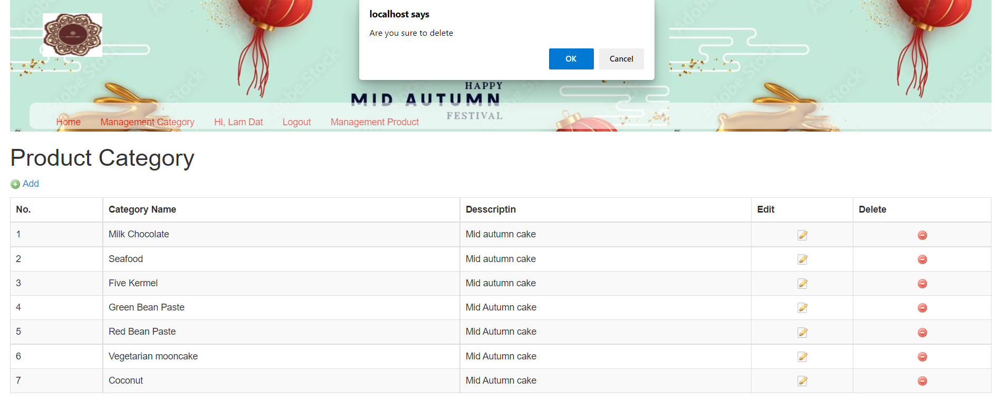 localhost says
Are you sure to delete
OK Cancel
Adobe Stock
HAPPY
MID AUTUMN
FESTIVAL
Home Management Category Hi, Lam Dat Logout Management Product
Product Category
Add
No. Category Name Desscriptin Edit Delete
1 Milk Chocolate Mid autumn cake
2 Seafood Mid autumn cake
3 Five Kermel Mid autumn cake
4 Green Bean Paste Mid Autumn cake
5 Red Bean Paste Mid Autumn cake
6 Vegetarian mooncake Mid Autumn cake
7 Coconut Mid Autumn cake